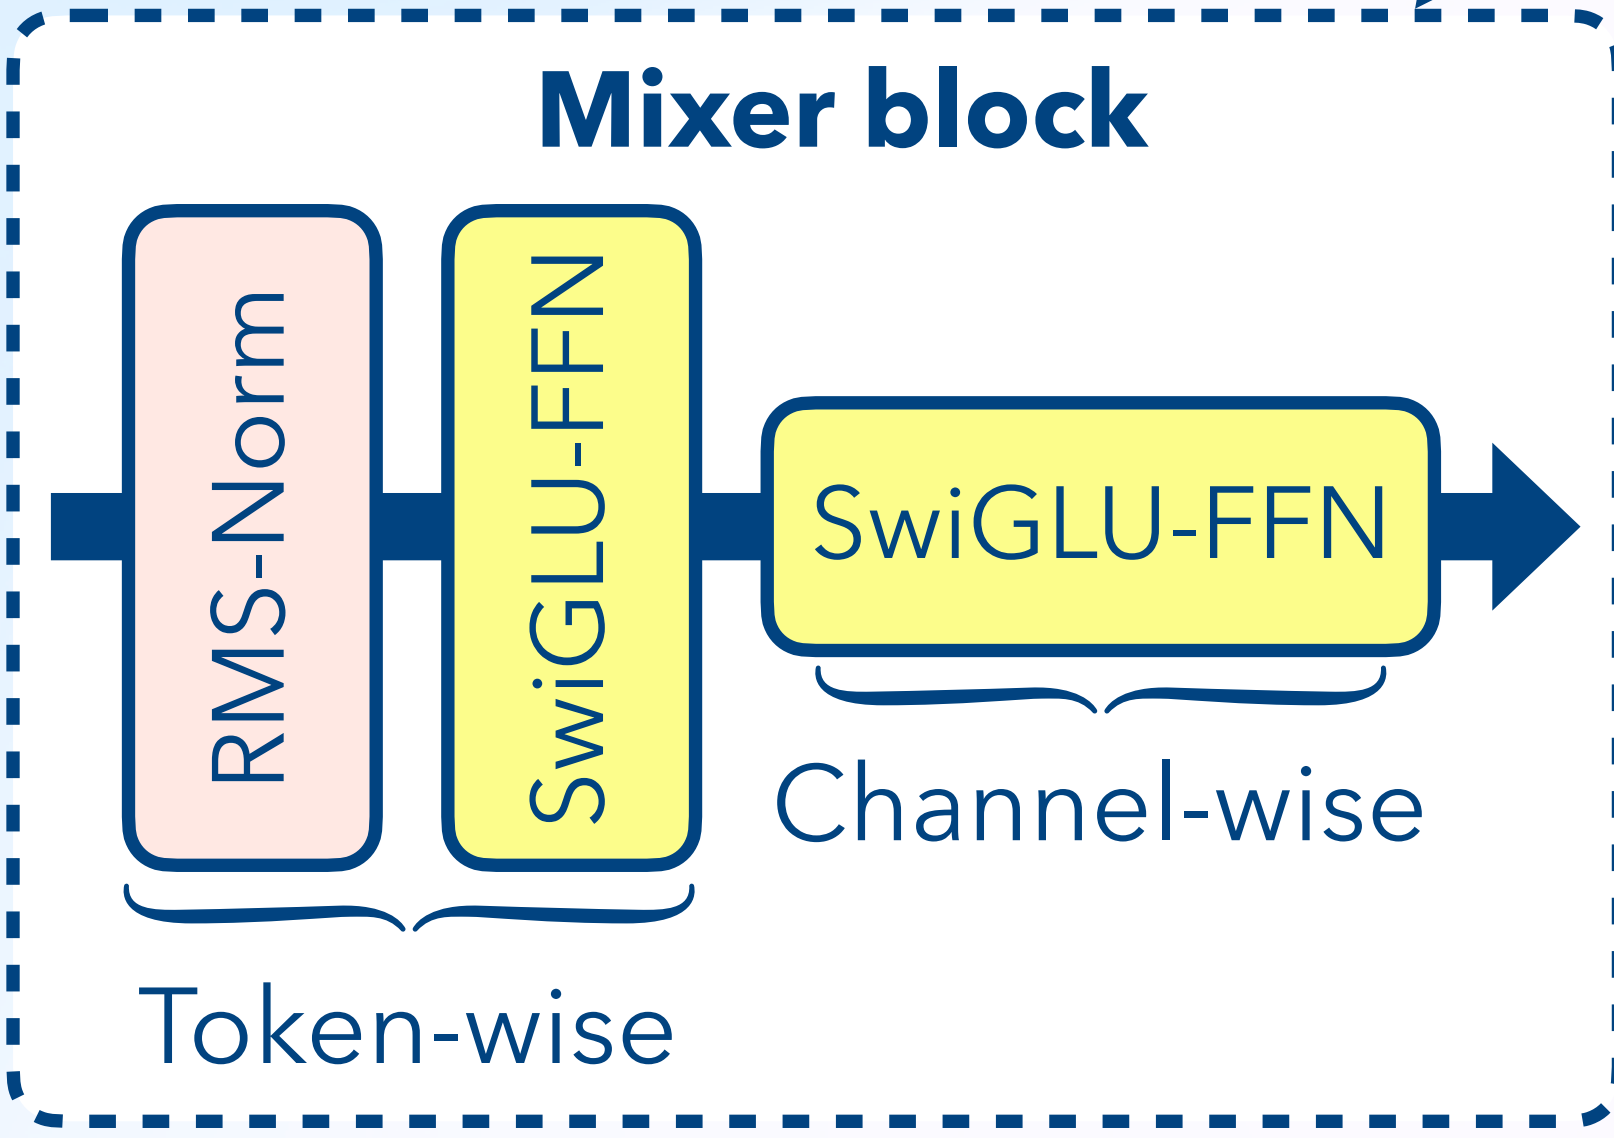 Mixer block
RMS-Norm
SwiGLU-FFN
SwiGLU-FFN
Channel-wise
Token-wise